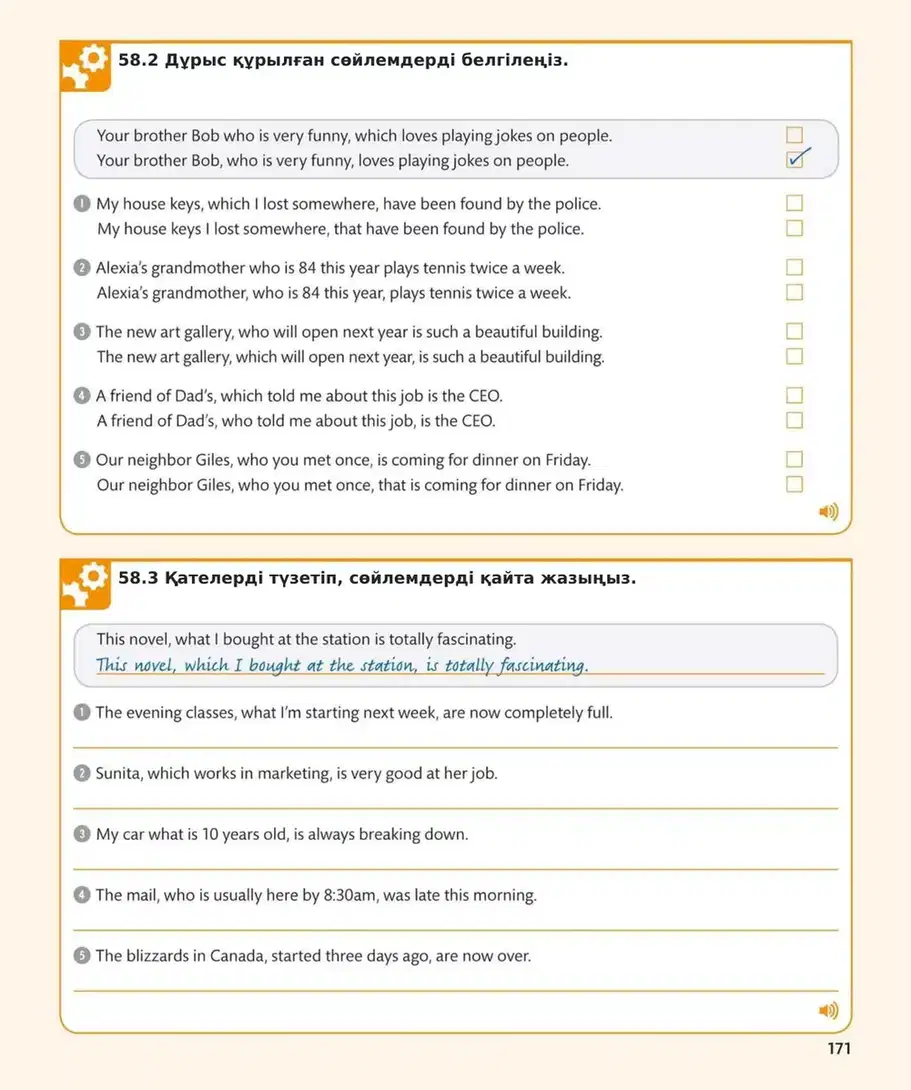 58.2 Дұрыс құрылған сөйлемдерді белгілеңіз.
Your brother Bob who is very funny, which loves playing jokes on people.
Your brother Bob, who is very funny, loves playing jokes on people.
1 My house keys, which I lost somewhere, have been found by the police.
My house keys I lost somewhere, that have been found by the police.
2 Alexia's grandmother who is 84 this year plays tennis twice a week.
Alexia's grandmother, who is 84 this year, plays tennis twice a week.
3 The new art gallery, who will open next year is such a beautiful building.
The new art gallery, which will open next year, is such a beautiful building.
4 A friend of Dad's, which told me about this job is the CEO.
A friend of Dad's, who told me about this job, is the CEO.
5 Our neighbor Giles, who you met once, is coming for dinner on Friday.
Our neighbor Giles, who you met once, that is coming for dinner on Friday.
58.3 Қателерді түзетіп, сөйлемдерді қайта жазыңыз.
This novel, what I bought at the station is totally fascinating.
This novel, which I bought at the station, is totally fascinating.
1 The evening classes, what I'm starting next week, are now completely full.
2 Sunita, which works in marketing, is very good at her job.
3 My car what is 10 years old, is always breaking down.
4 The mail, who is usually here by 8:30am, was late this morning.
5 The blizzards in Canada, started three days ago, are now over.
171